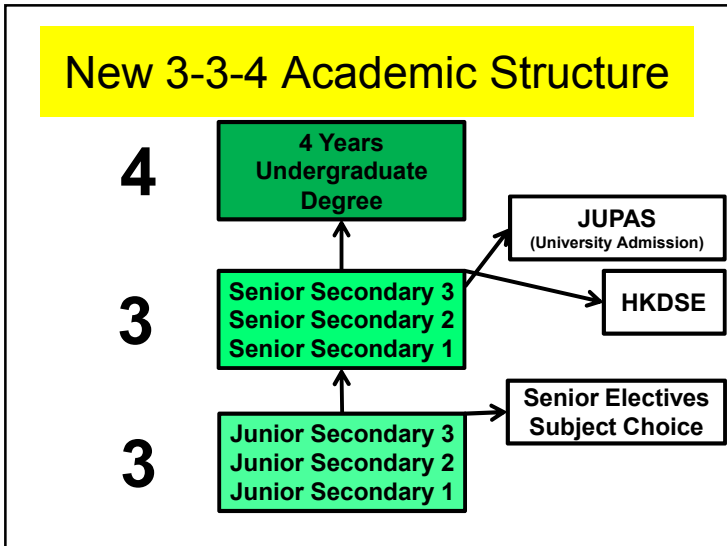 New 3-3-4 Academic Structure
4
4 Years
Undergraduate
Degree
JUPAS
(University Admission)
3
Senior Secondary 3
Senior Secondary 2
Senior Secondary 1
HKDSE
Senior Electives
Subject Choice
3
Junior Secondary 3
Junior Secondary 2
Junior Secondary 1